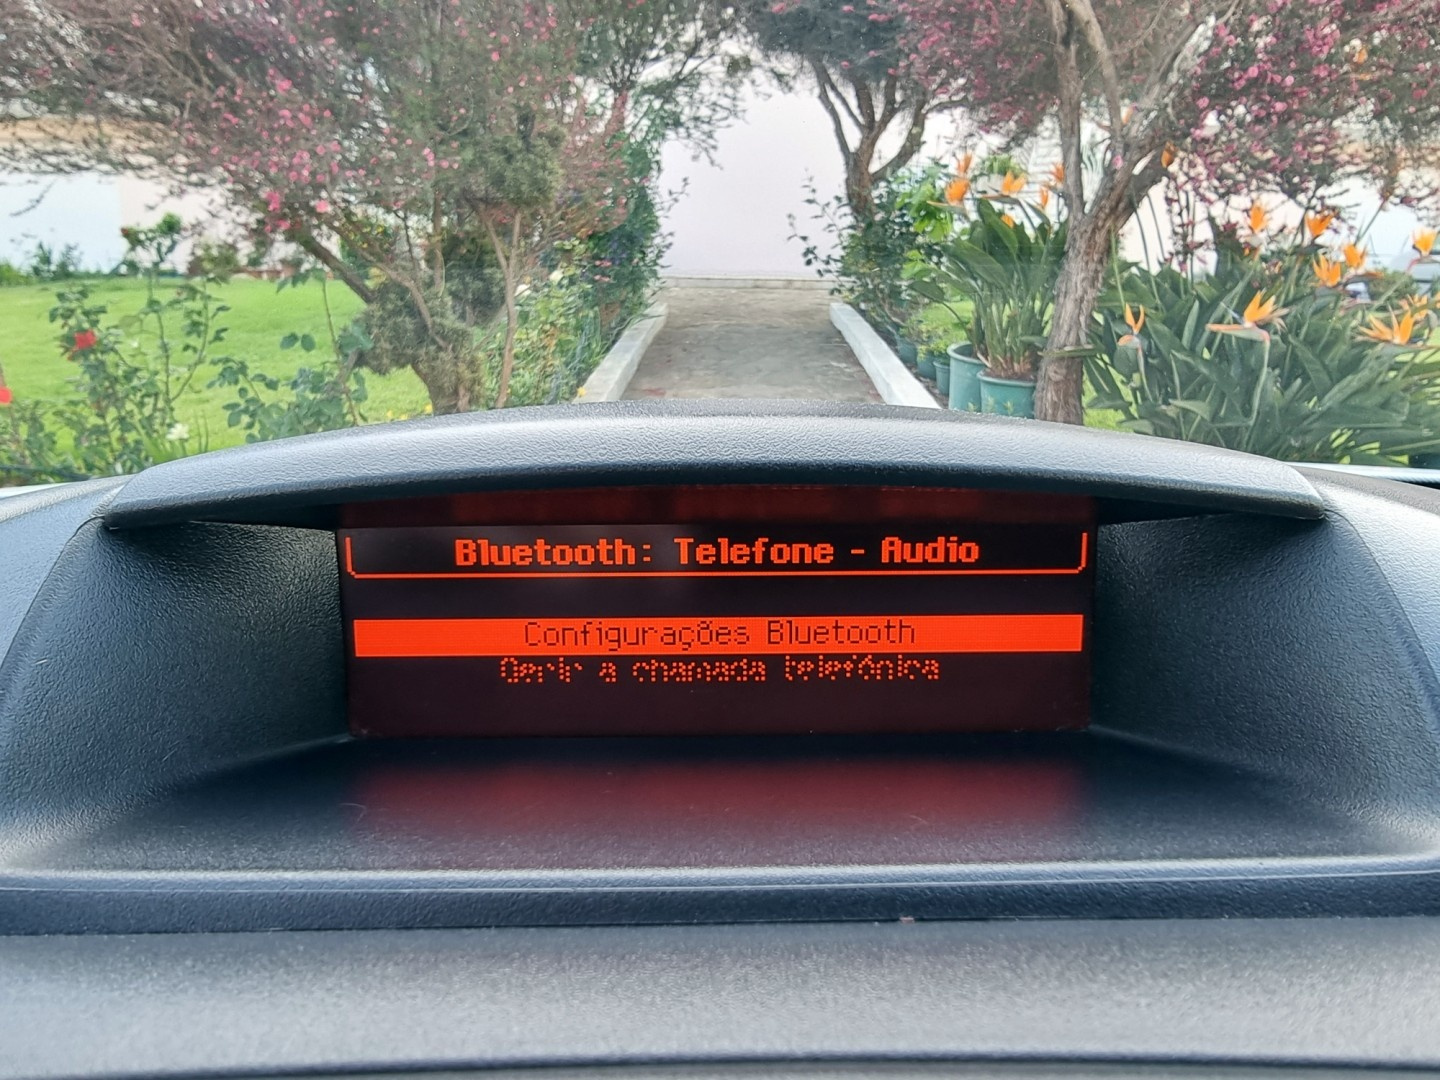 Bluetooth: Telefone - Audio
Configurações Bluetooth
Gerir a chamada telefónica